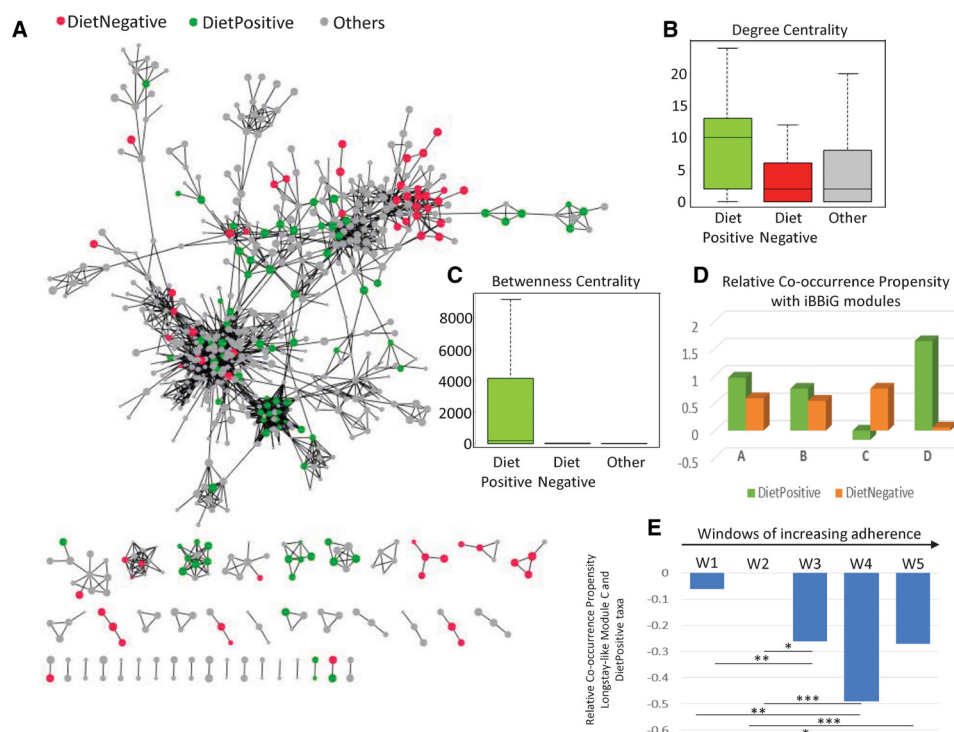 A
DietNegative DietPositive Others
B
Degree Centrality
20
15
10
5
0
Diet Positive
Diet Negative
Other
C
Betwenness Centrality
8000
6000
4000
2000
0
Diet Positive
Diet Negative
Other
D
Relative Co-occurrence Propensity
with iBBiG modules
2
1.5
1
0.5
0
-0.5
A B C D
DietPositive DietNegative
E
Windows of increasing adherence
W1 W2 W3 W4 W5
Relative Co-occurrence Propensity
Longstay-like Module C and
DietPositive taxa
0
-0.1
-0.2
-0.3
-0.4
-0.5
-0.6
*
**
***
**
***
*